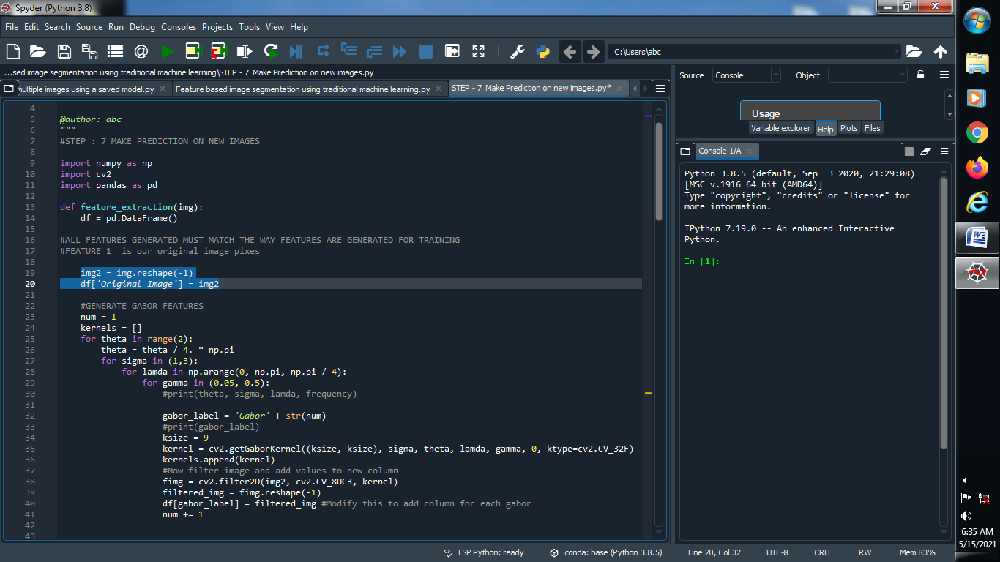 Spyder (Python 3.8)
File Edit Search Source Run Debug Consoles Projects Tools View Help
C:\Users\abc
...sed image segmentation using traditional machine learning\STEP - 7 Make Prediction on new images.py
multiple images using a saved model.py Feature based image segmentation using traditional machine learning.py STEP - 7 Make Prediction on new images.py*
4
5 @author: abc
6 """
7 #STEP : 7 MAKE PREDICTION ON NEW IMAGES
8
9 import numpy as np
10 import cv2
11 import pandas as pd
12
13 def feature_extraction(img):
14     df = pd.DataFrame()
15
16 #ALL FEATURES GENERATED MUST MATCH THE WAY FEATURES ARE GENERATED FOR TRAINING
17 #FEATURE 1  is our original image pixes
18
19     img2 = img.reshape(-1)
20     df['Original Image'] = img2
21
22     #GENERATE GABOR FEATURES
23     num = 1
24     kernels = []
25     for theta in range(2):
26         theta = theta / 4. * np.pi
27         for sigma in (1,3):
28             for lamda in np.arange(0, np.pi, np.pi / 4):
29                 for gamma in (0.05, 0.5):
30                     #print(theta, sigma, lamda, frequency)
31
32                     gabor_label = 'Gabor' + str(num)
33                     #print(gabor_label)
34                     ksize = 9
35                     kernel = cv2.getGaborKernel((ksize, ksize), sigma, theta, lamda, gamma, 0, ktype=cv2.CV_32F)
36                     kernels.append(kernel)
37                     #Now filter image and add values to new column
38                     fimg = cv2.filter2D(img2, cv2.CV_8UC3, kernel)
39                     filtered_img = fimg.reshape(-1)
40                     df[gabor_label] = filtered_img #Modify this to add column for each gabor
41                     num += 1
42
43
Source Console Object
Usage
Variable explorer Help Plots Files
Console 1/A
Python 3.8.5 (default, Sep  3 2020, 21:29:08)
[MSC v.1916 64 bit (AMD64)]
Type "copyright", "credits" or "license" for
more information.
IPython 7.19.0 -- An enhanced Interactive
Python.
In [1]:
LSP Python: ready conda: base (Python 3.8.5) Line 20, Col 32 UTF-8 CRLF RW Mem 83%
6:35 AM
5/15/2021